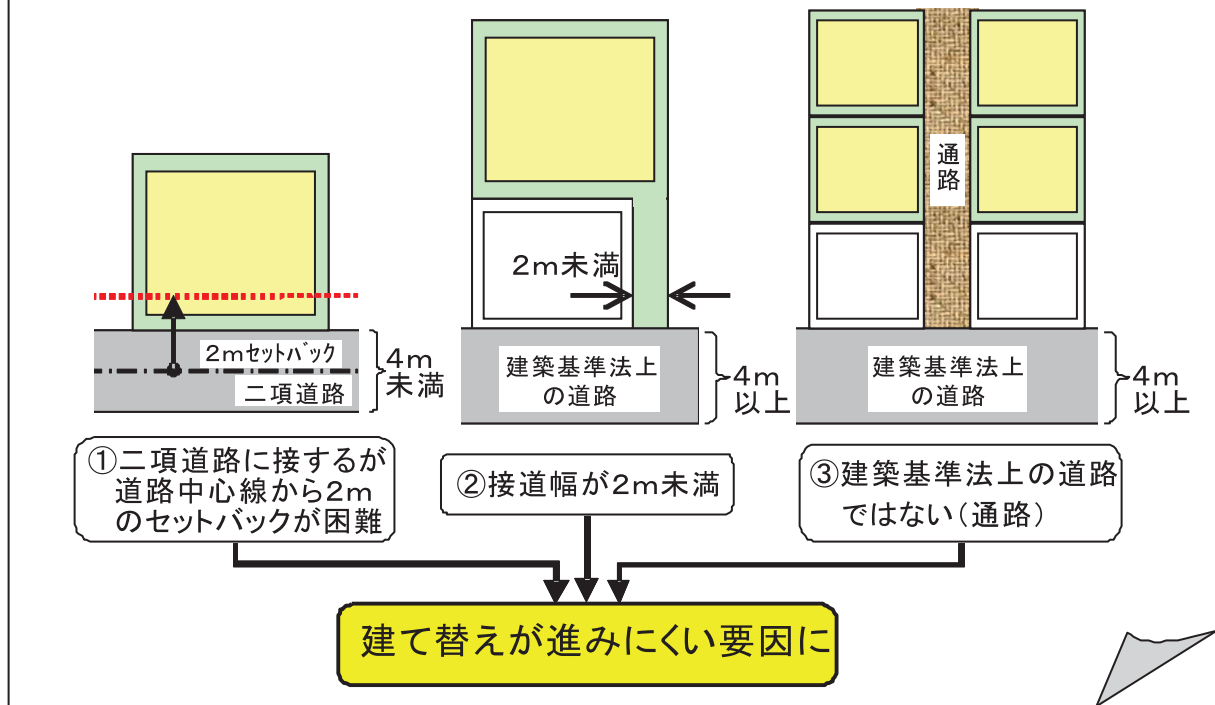 2mセットバック
二項道路
4m
未満
2m未満
建築基準法上
の道路
4m
以上
通
路
建築基準法上
の道路
4m
以上
①二項道路に接するが
道路中心線から2m
のセットバックが困難
②接道幅が2m未満
③建築基準法上の道路
ではない(通路)
建て替えが進みにくい要因に